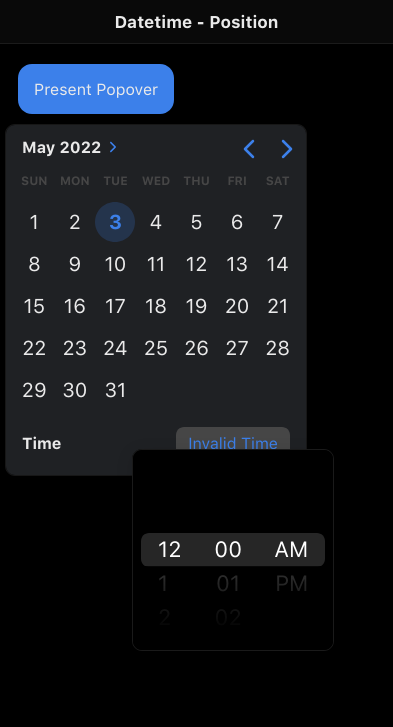 Datetime - Position
Present Popover
May 2022
SUN MON TUE WED THU FRI SAT
1 2 3 4 5 6 7
8 9 10 11 12 13 14
15 16 17 18 19 20 21
22 23 24 25 26 27 28
29 30 31
Time Invalid Time
12 00 AM
1 01 PM
2 02